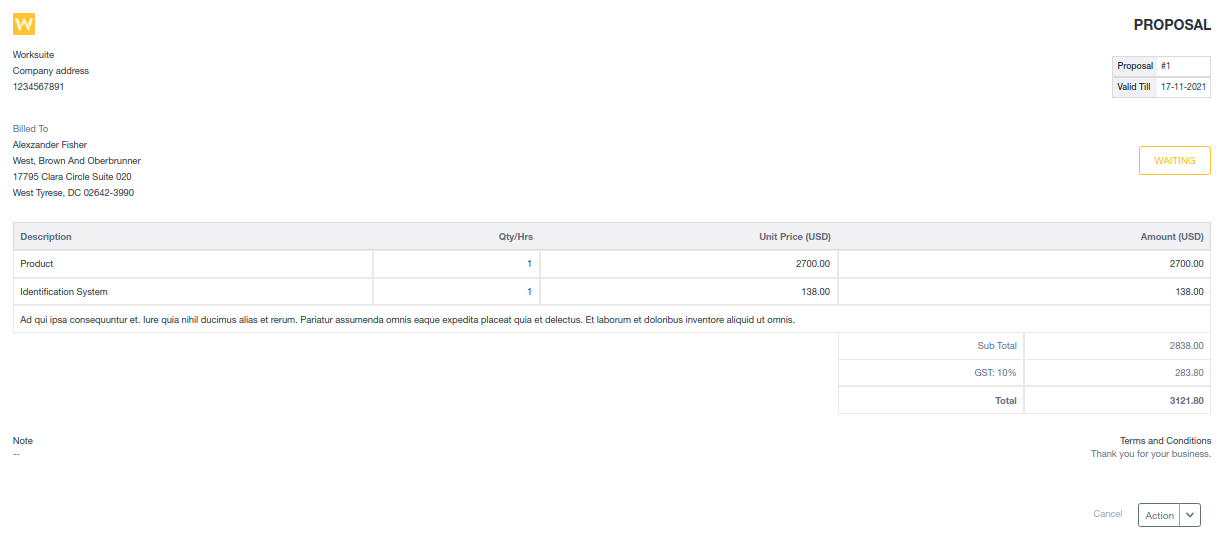 W
PROPOSAL
Worksuite
Company address
1234567891
Proposal #1
Valid Till 17-11-2021
Billed To
Alexzander Fisher
West, Brown And Oberbrunner
17795 Clara Circle Suite 020
West Tyrese, DC 02642-3990
WAITING
Description Qty/Hrs Unit Price (USD) Amount (USD)
Product 1 2700.00 2700.00
Identification System 1 138.00 138.00
Ad qui ipsa consequuntur et. Iure quia nihil ducimus alias et rerum. Pariatur assumenda omnis eaque expedita placeat quia et delectus. Et laborum et doloribus inventore aliquid ut omnis.
Sub Total 2838.00
GST: 10% 283.80
Total 3121.80
Note
--
Terms and Conditions
Thank you for your business.
Cancel Action